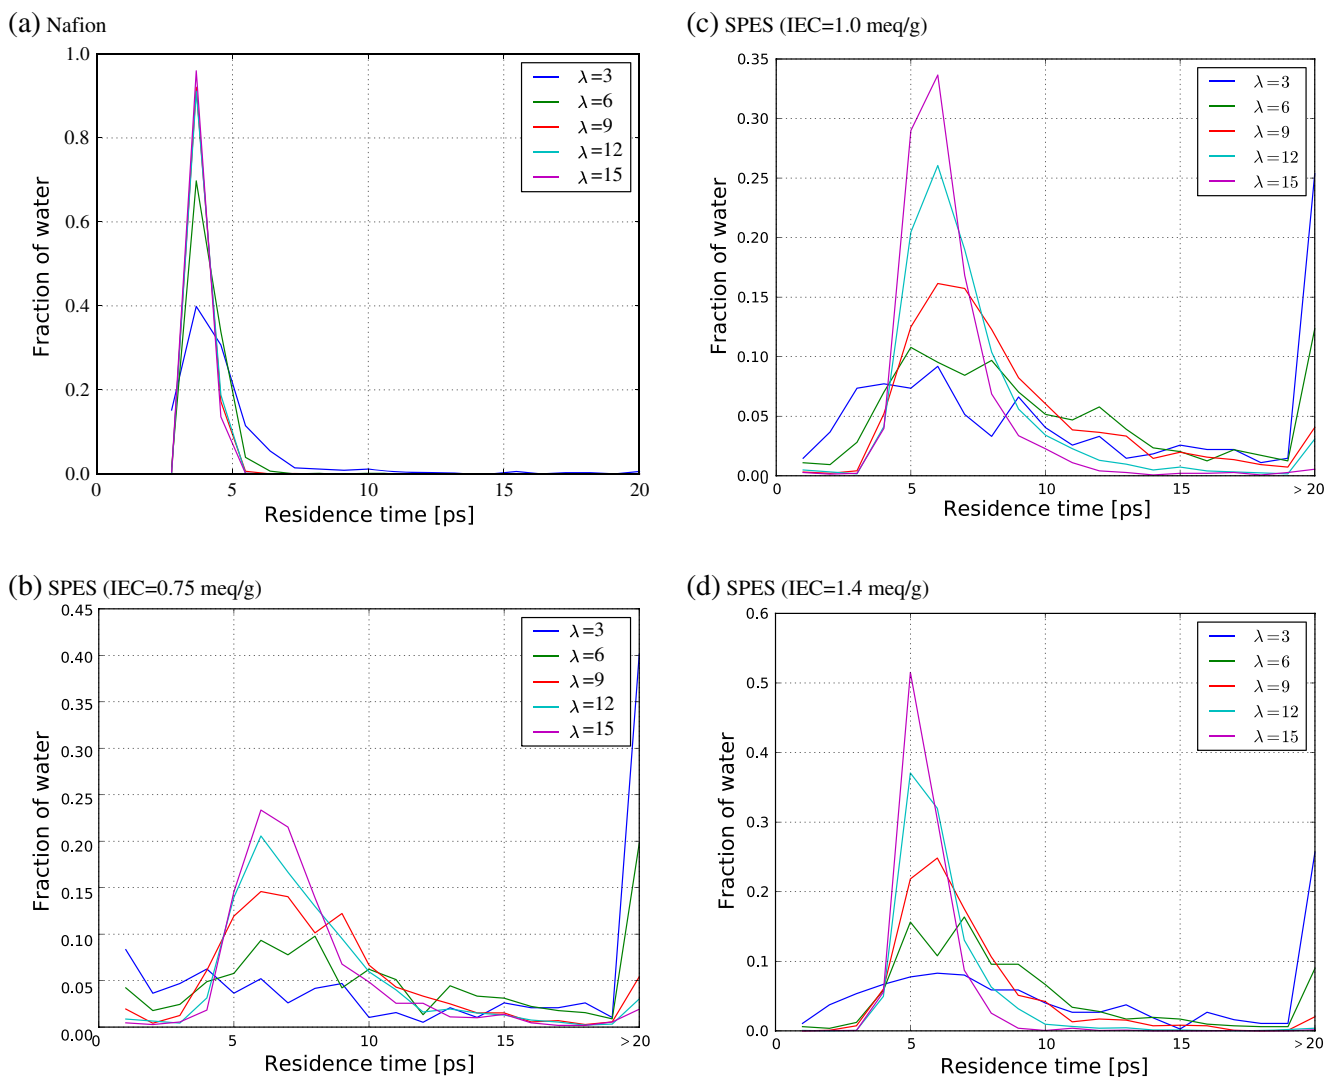 (a) Nafion
1.0
0.8
0.6
0.4
0.2
0.0
Fraction of water
0
5
10
15
20
Residence time [ps]
λ=3
λ=6
λ=9
λ=12
λ=15
(c) SPES (IEC=1.0 meq/g)
0.35
0.30
0.25
0.20
0.15
0.10
0.05
0.00
Fraction of water
0
5
10
15
> 20
Residence time [ps]
λ=3
λ=6
λ=9
λ=12
λ=15
(b) SPES (IEC=0.75 meq/g)
0.45
0.40
0.35
0.30
0.25
0.20
0.15
0.10
0.05
0.00
Fraction of water
0
5
10
15
>20
Residence time [ps]
λ=3
λ=6
λ=9
λ=12
λ=15
(d) SPES (IEC=1.4 meq/g)
0.6
0.5
0.4
0.3
0.2
0.1
0.0
Fraction of water
0
5
10
15
> 20
Residence time [ps]
λ=3
λ=6
λ=9
λ=12
λ=15